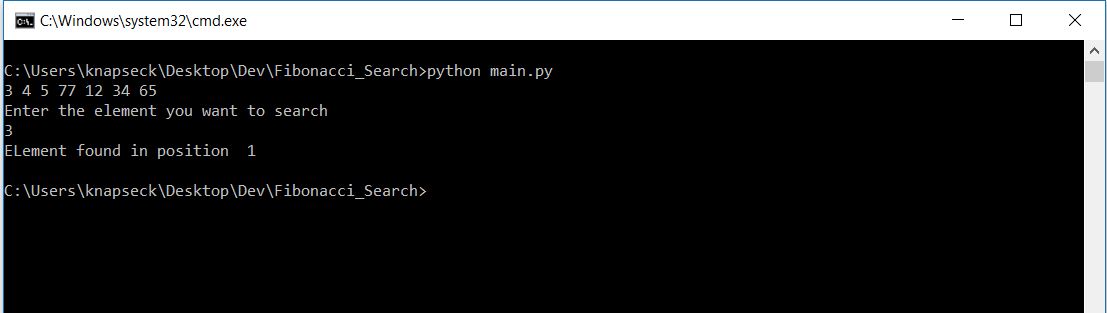 C:\Windows\system32\cmd.exe
C:\Users\knapseck\Desktop\Dev\Fibonacci_Search>python main.py
3 4 5 77 12 34 65
Enter the element you want to search
3
ELement found in position  1
C:\Users\knapseck\Desktop\Dev\Fibonacci_Search>